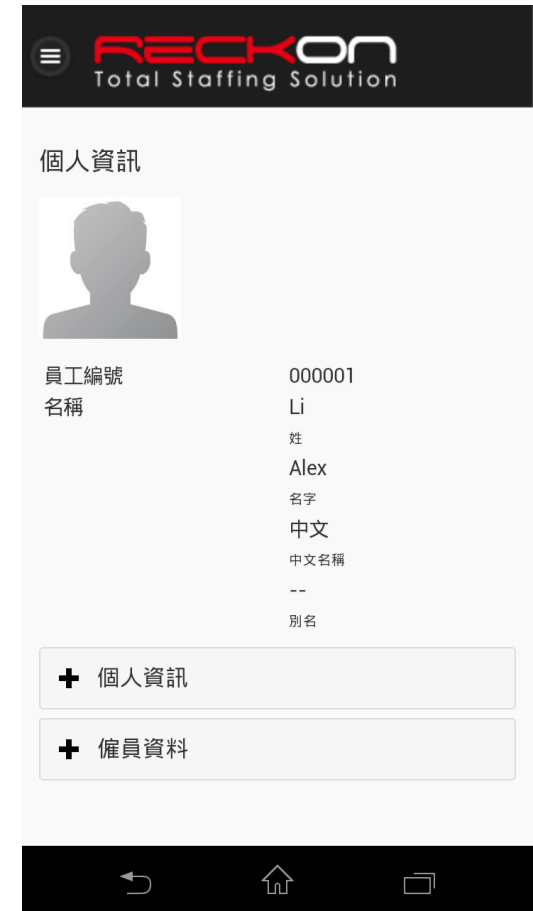 RECKON
Total Staffing Solution
個人資訊
員工編號 000001
名稱 Li
姓
Alex
名字
中文
中文名稱
--
別名
個人資訊
僱員資料